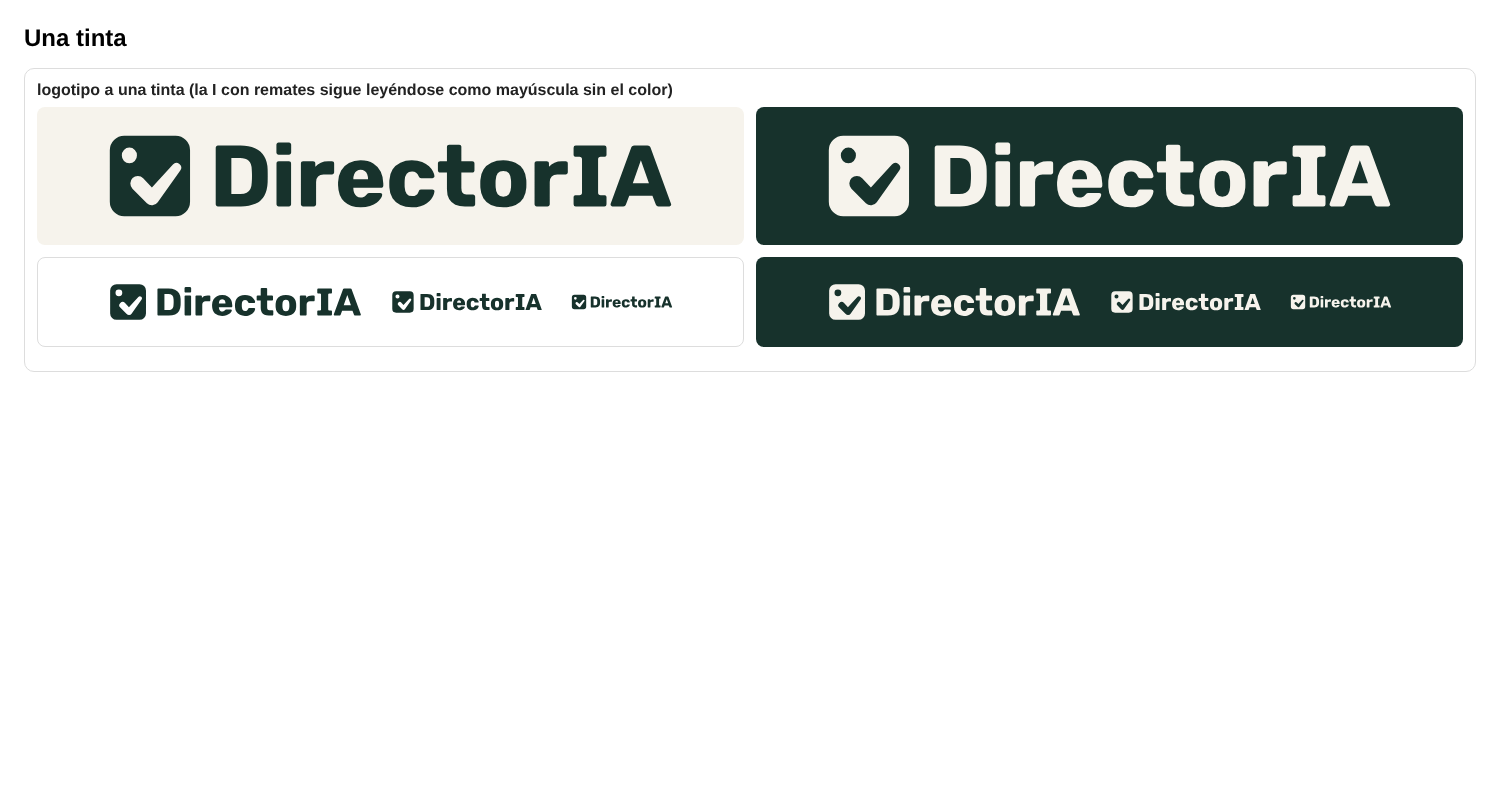 Una tinta
logotipo a una tinta (la I con remates sigue leyéndose como mayúscula sin el color)
DirectorIA DirectorIA
DirectorIA DirectorIA DirectorIA DirectorIA DirectorIA DirectorIA